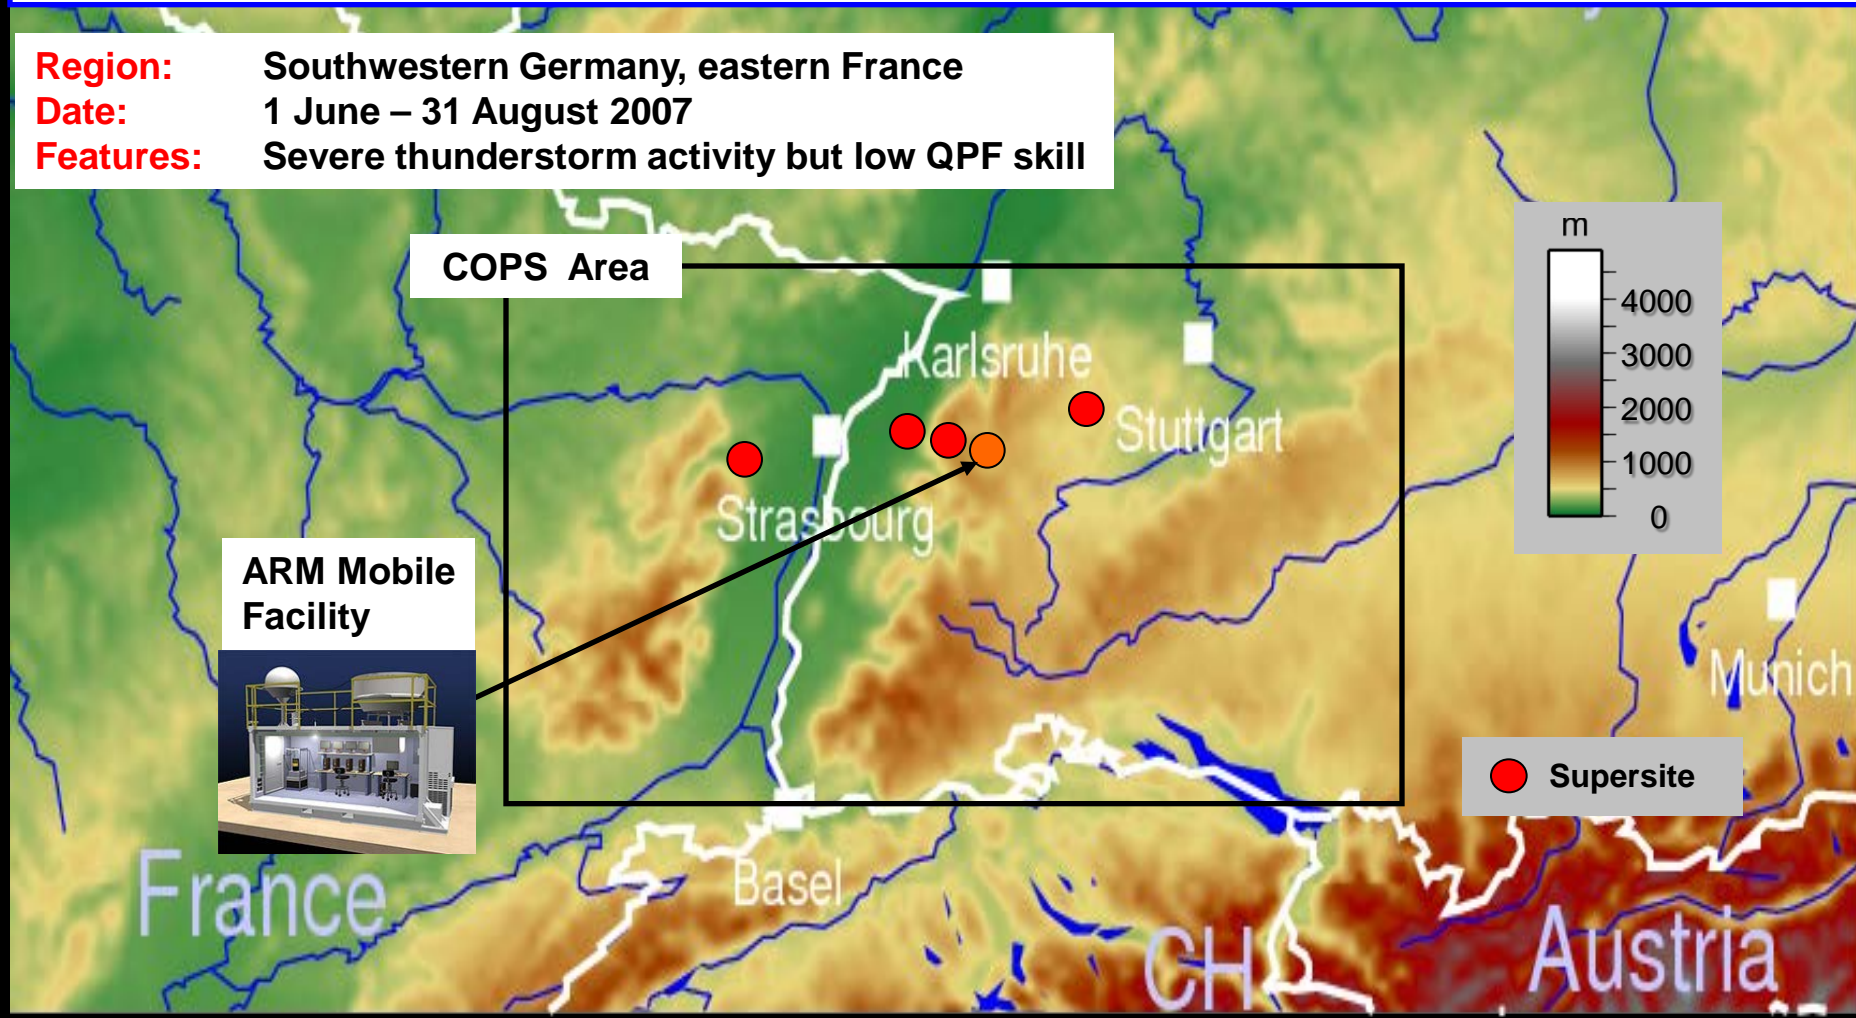 Region: Southwestern Germany, eastern France
Date: 1 June – 31 August 2007
Features: Severe thunderstorm activity but low QPF skill
COPS Area
m
4000
3000
2000
1000
0
Karlsruhe
Stuttgart
Strasbourg
ARM Mobile
Facility
Munich
Supersite
France
Basel
CH
Austria